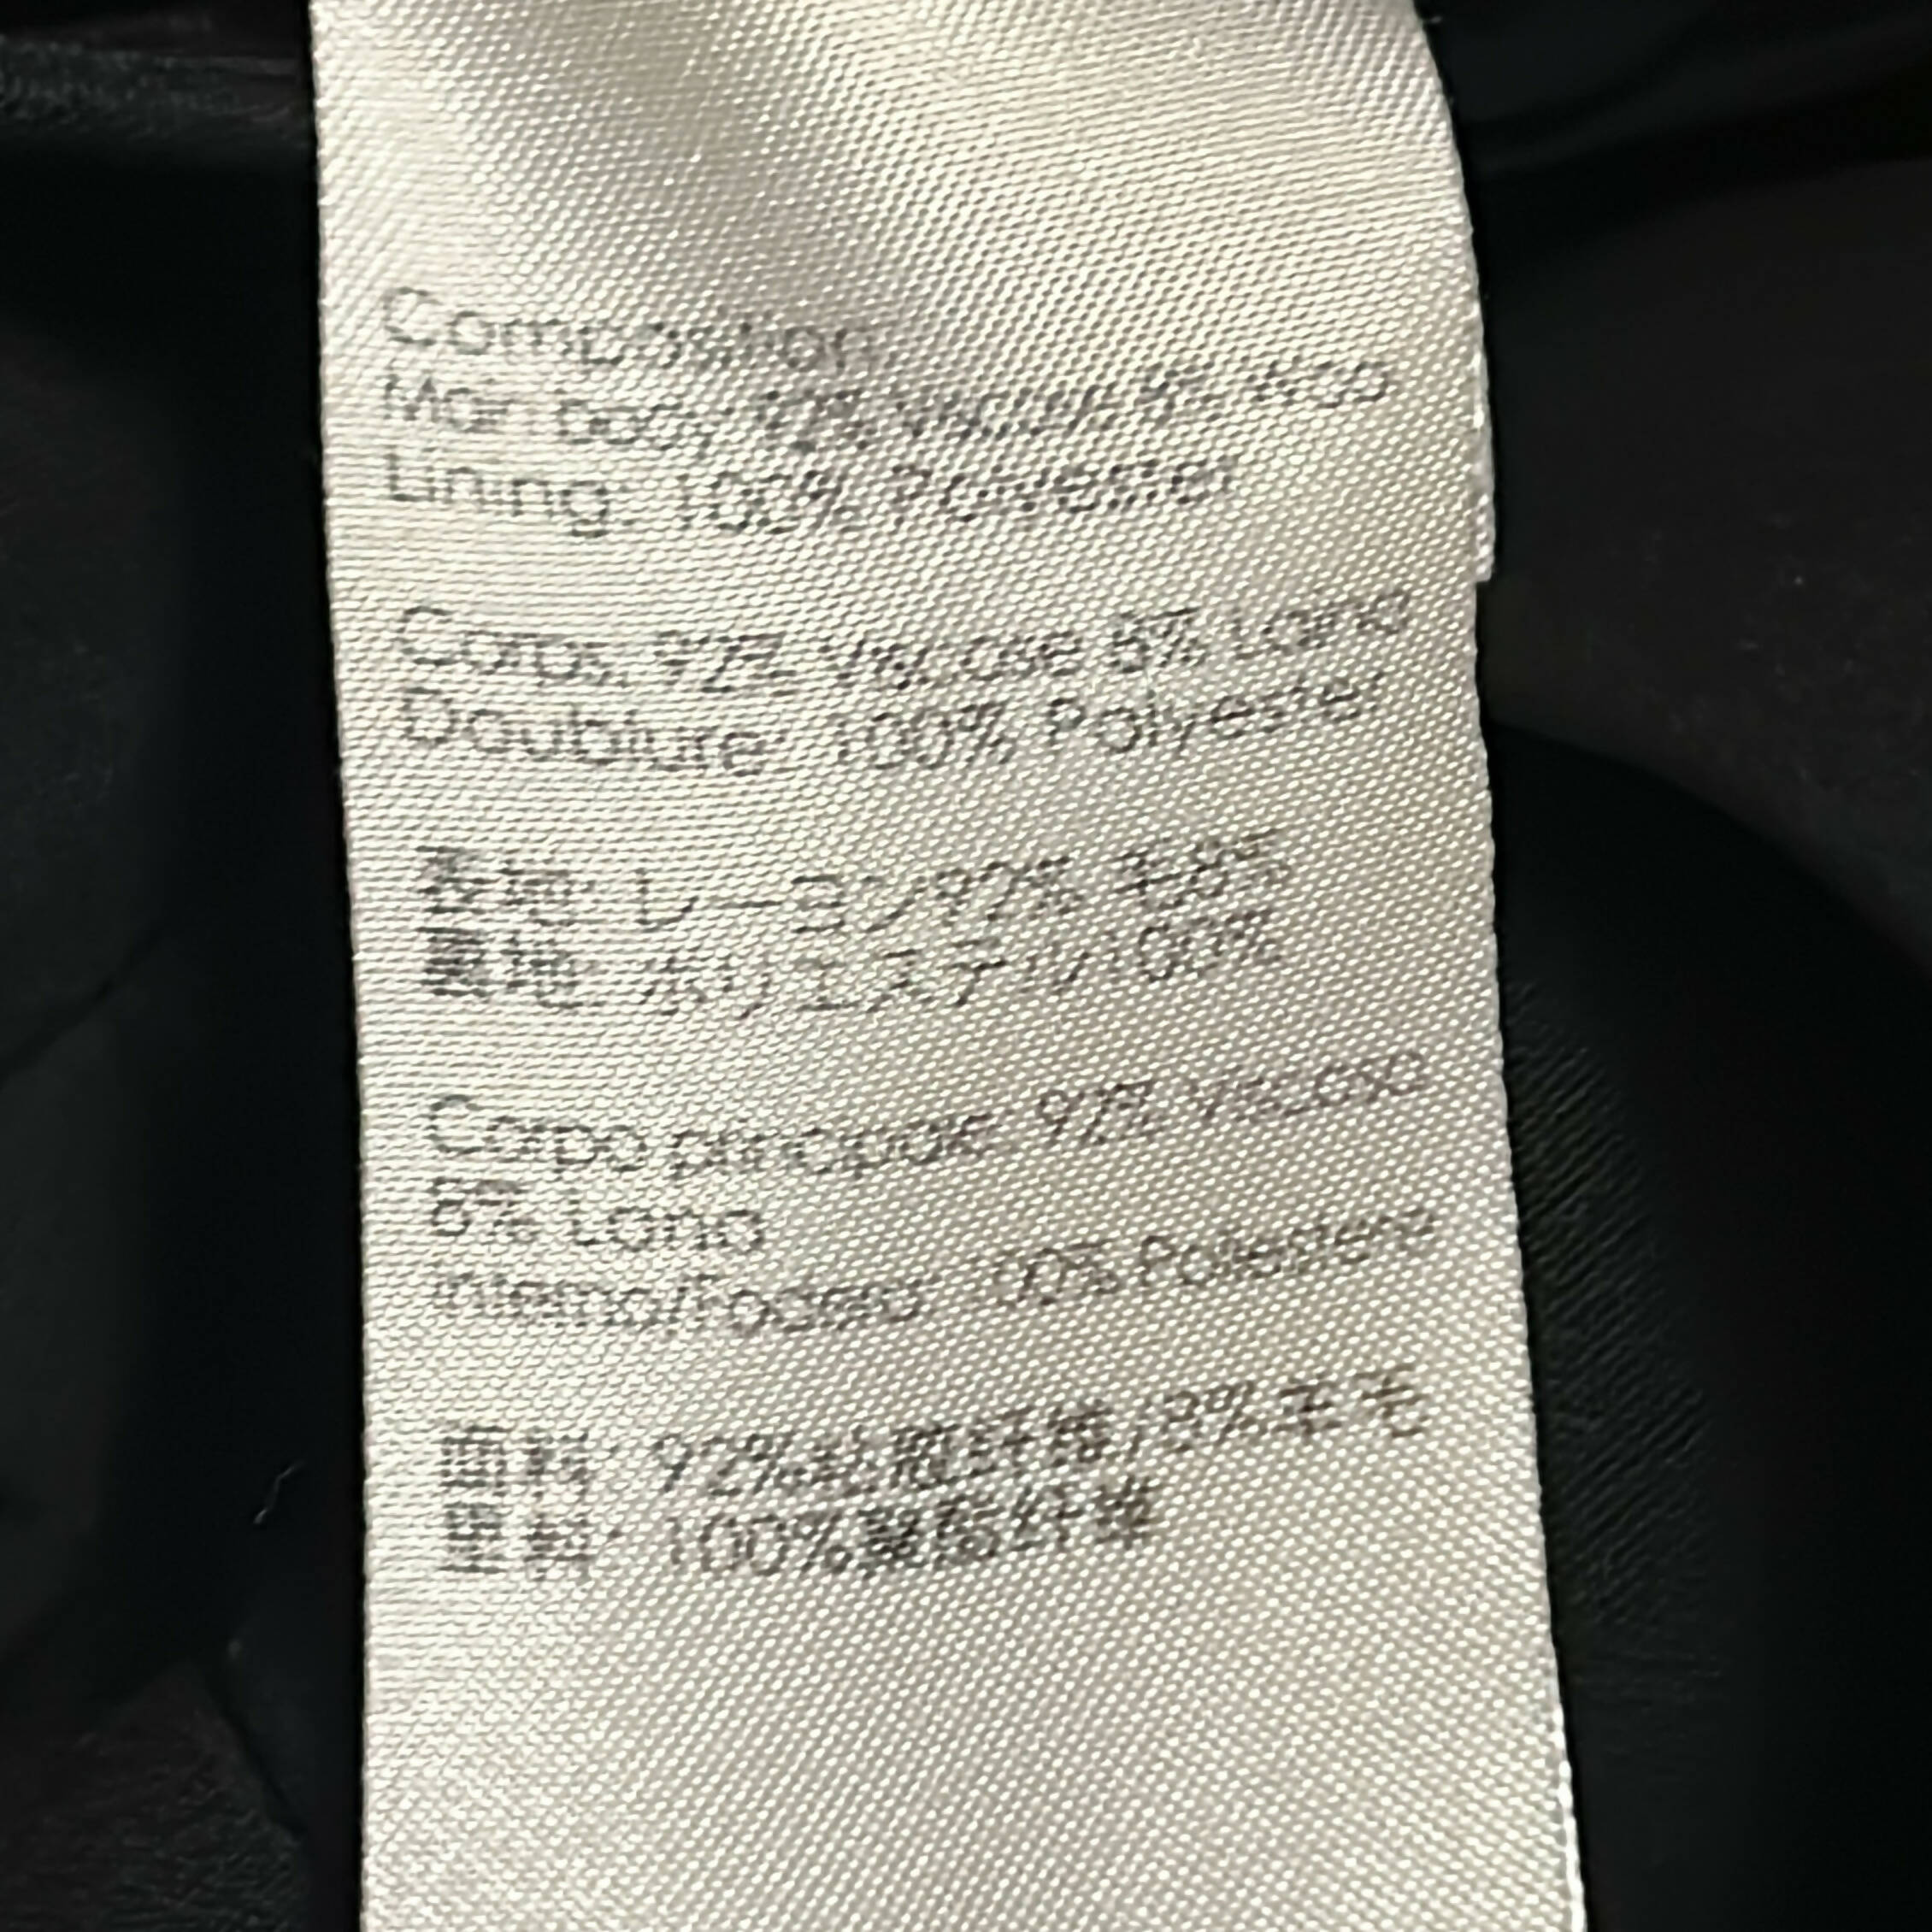 Composition
Main body: 92% Viscose 8%
Lining: 100% Polyester
Corps: 92% Viscose 8% Lana
Doublure: 100% Polyester
表地: レーヨン92% 毛8%
裏地: ポリエステル100%
Corpo principale: 92% Viscosa
8% Lana
Interno/Fodera: 100% Poliestere
面料: 92%粘胶纤维,8%羊毛
里料: 100%聚酯纤维